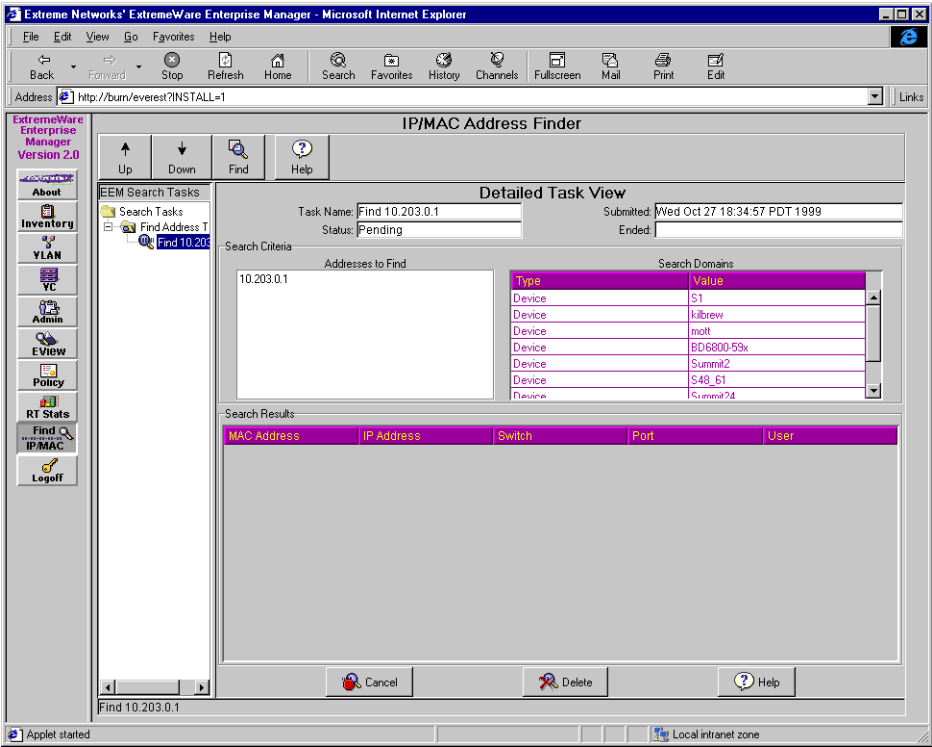 Extreme Networks' ExtremeWare Enterprise Manager - Microsoft Internet Explorer
File Edit View Go Favorites Help
Back Forward Stop Refresh Home Search Favorites History Channels Fullscreen Mail Print Edit
Address http://burn/everest?INSTALL=1 Links
ExtremeWare
Enterprise
Manager
Version 2.0
About
Inventory
VLAN
VC
Admin
EView
Policy
RT Stats
Find
IP/MAC
Logoff
IP/MAC Address Finder
Up Down Find Help
EEM Search Tasks
Search Tasks
Find Address T
Find 10.203
Detailed Task View
Task Name: Find 10.203.0.1 Submitted: Wed Oct 27 18:34:57 PDT 1999
Status: Pending Ended:
Search Criteria
Addresses to Find Search Domains
10.203.0.1
Type Value
Device S1
Device kilbrew
Device mott
Device BD6800-59x
Device Summit2
Device S48_61
Device Summit24
Search Results
MAC Address IP Address Switch Port User
Cancel Delete Help
Find 10.203.0.1
Applet started Local intranet zone